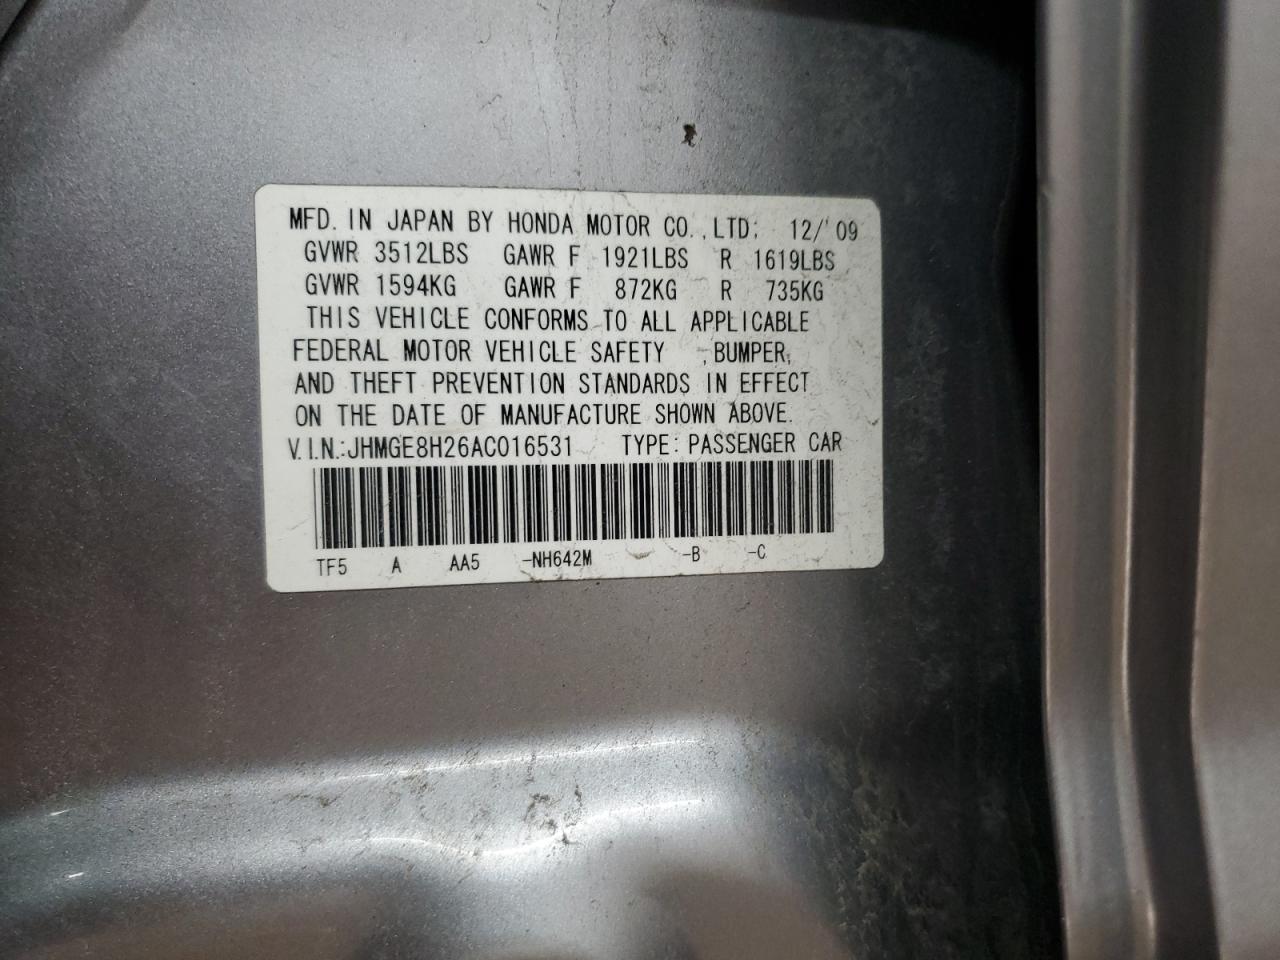 MFD. IN JAPAN BY HONDA MOTOR CO., LTD: 12/'09
GVWR 3512LBS GAWR F 1921LBS R 1619LBS
GVWR 1594KG GAWR F 872KG R 735KG
THIS VEHICLE CONFORMS TO ALL APPLICABLE
FEDERAL MOTOR VEHICLE SAFETY , BUMPER,
AND THEFT PREVENTION STANDARDS IN EFFECT
ON THE DATE OF MANUFACTURE SHOWN ABOVE.
V.I.N.:JHMGE8H26AC016531 TYPE: PASSENGER CAR
TF5 A AA5 -NH642M -B -C